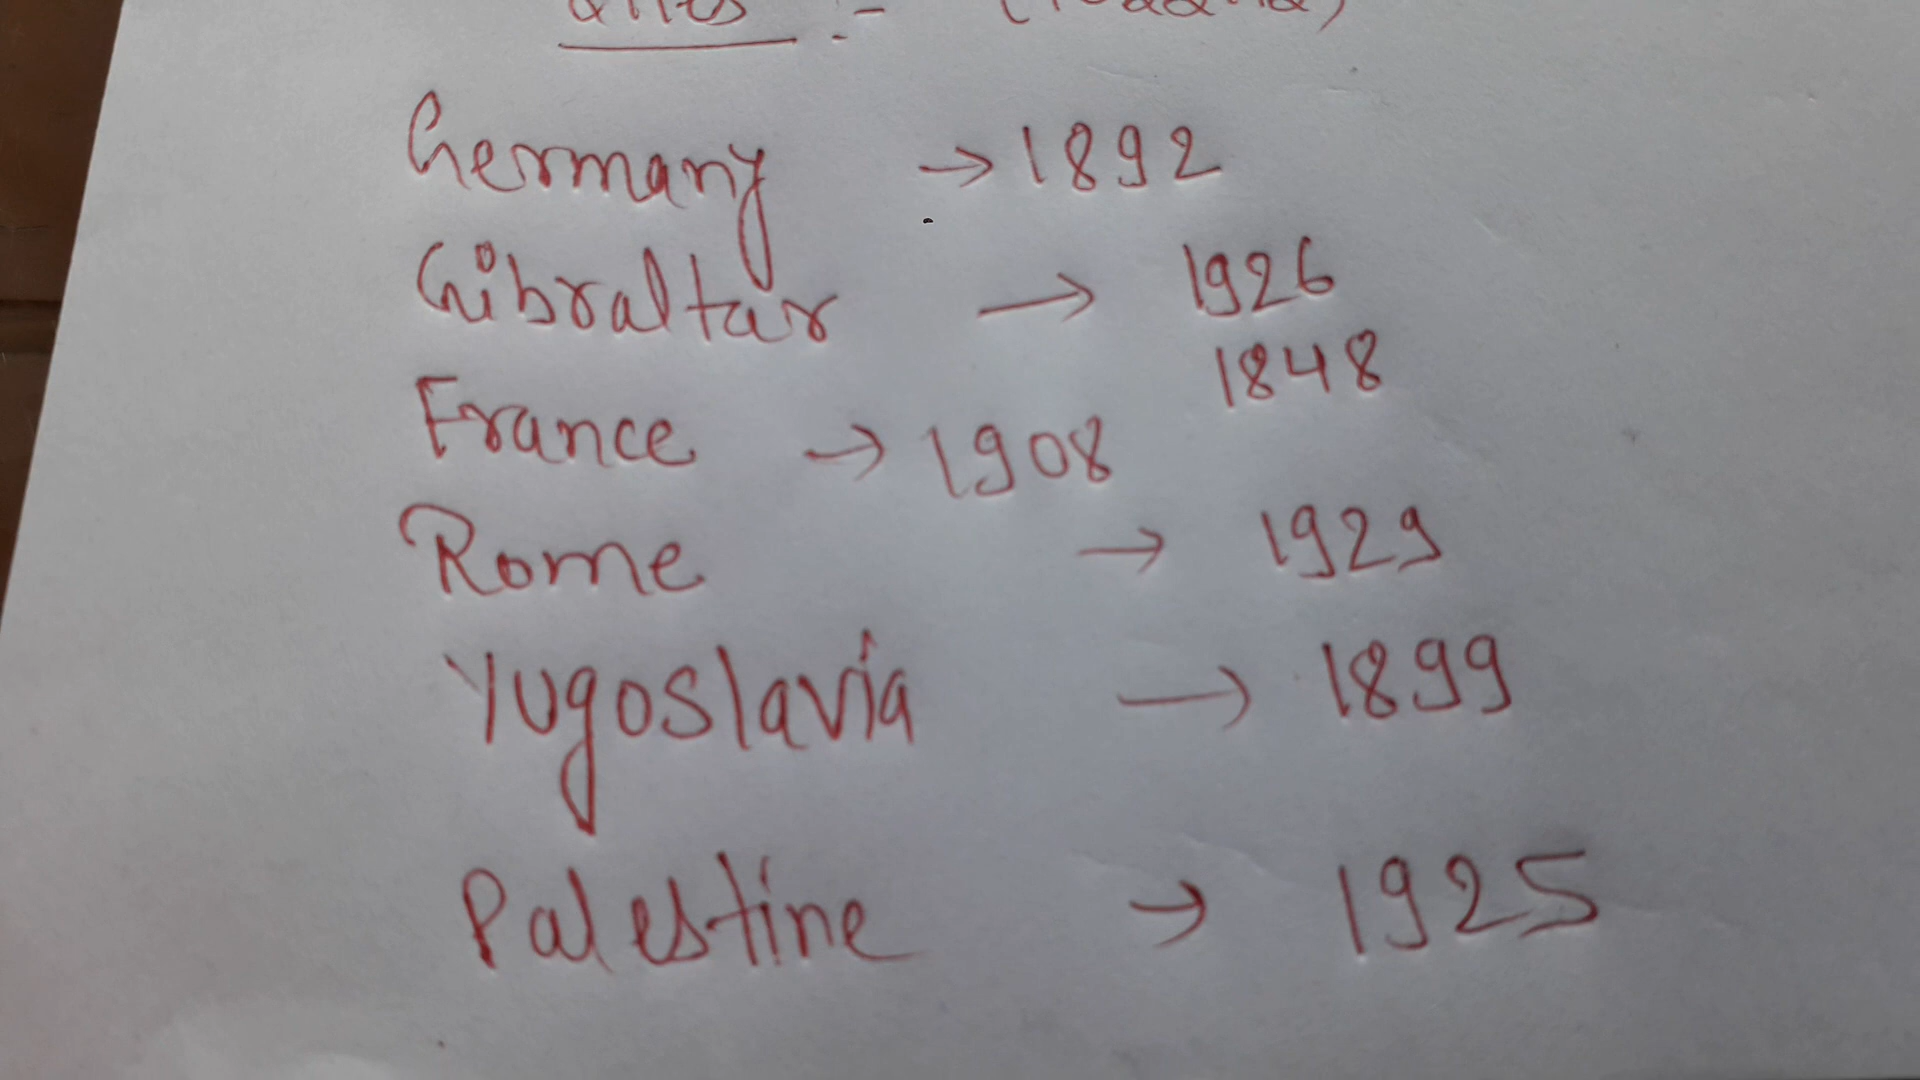 Germany → 1892
Gibraltar → 1926
1848
France → 1908
Rome → 1929
Yugoslavia → 1899
Palestine → 1925